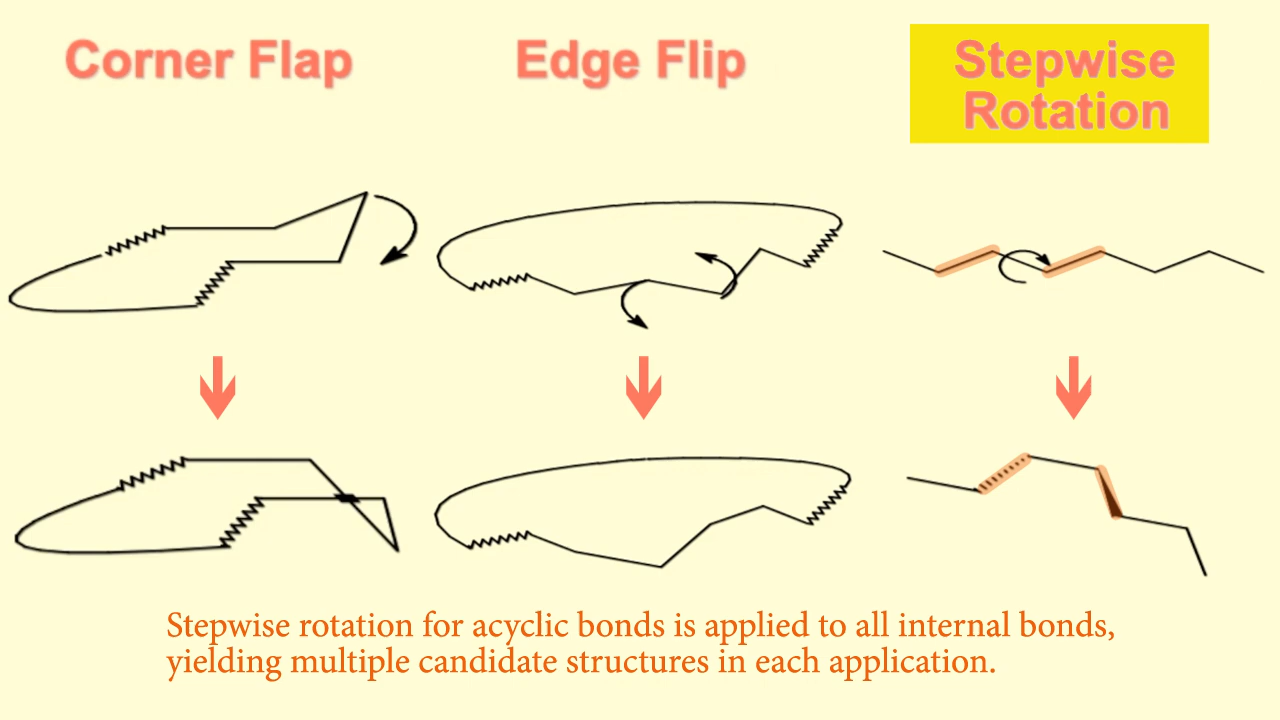 Corner Flap
Edge Flip
Stepwise
Rotation
Stepwise rotation for acyclic bonds is applied to all internal bonds,
yielding multiple candidate structures in each application.